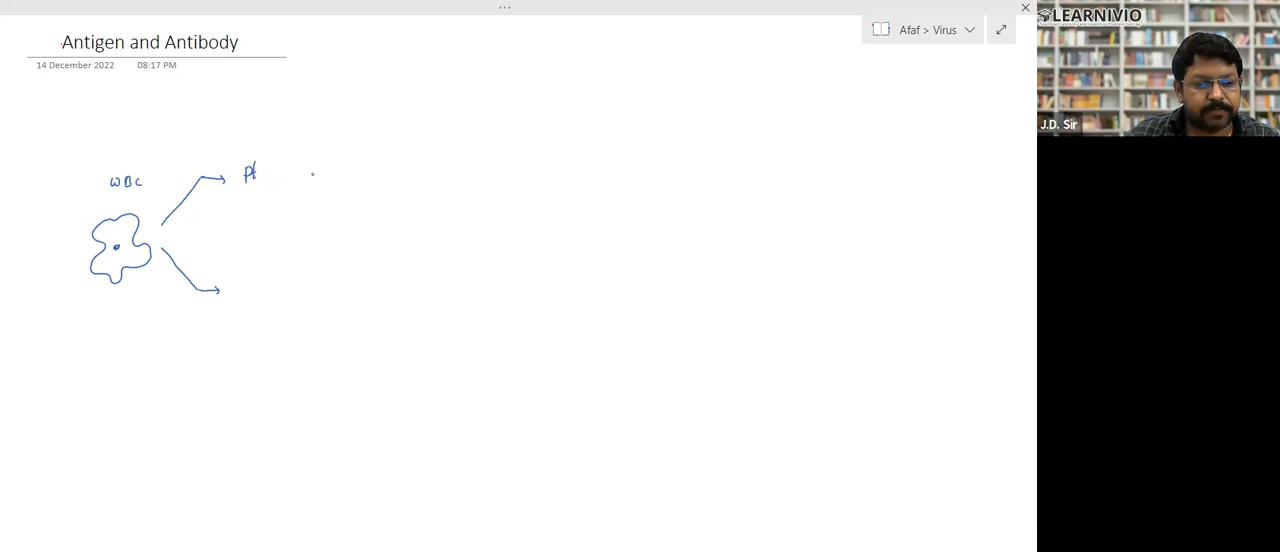 Afaf > Virus
LEARNIVIO
Antigen and Antibody
14 December 2022 08:17 PM
J.D. Sir
WBC